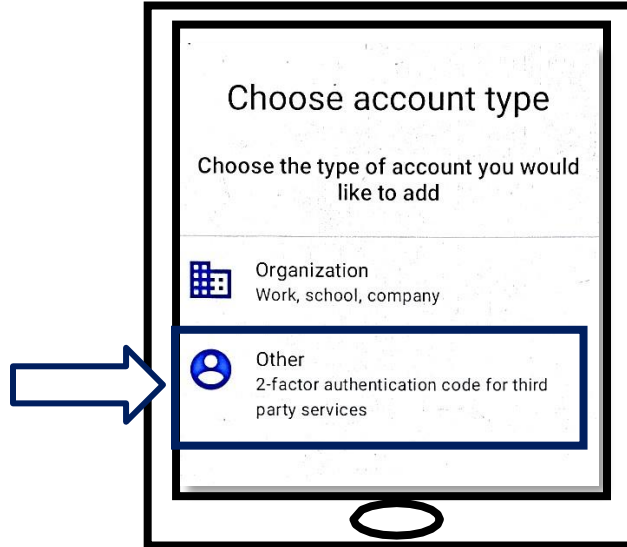 Choose account type
Choose the type of account you would
like to add
Organization
Work, school, company
Other
2-factor authentication code for third
party services